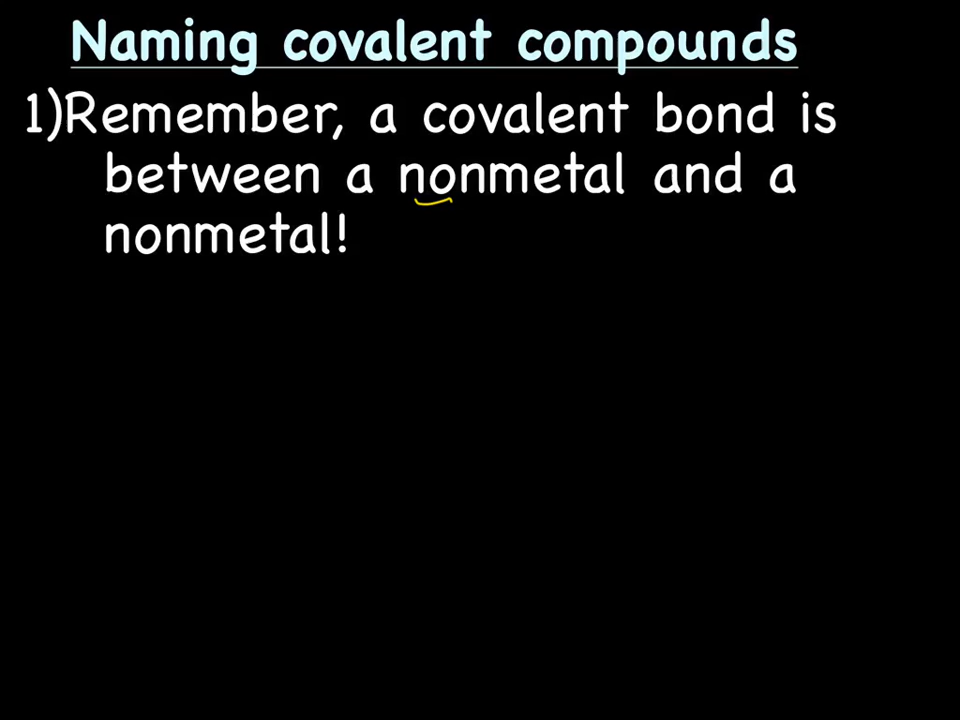 Naming covalent compounds
1)Remember, a covalent bond is
between a nonmetal and a
nonmetal!